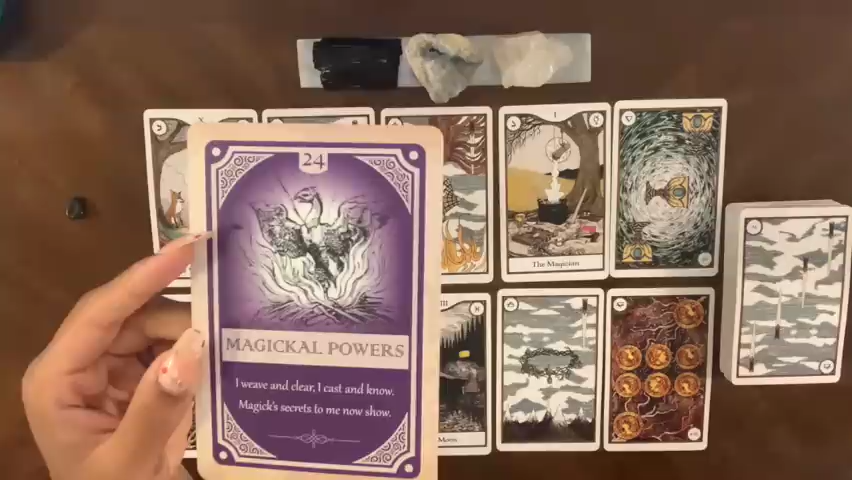 24
MAGICKAL POWERS
I weave and clear, I cast and know.
Magick's secrets to me now show.
I
The Magician
Moon